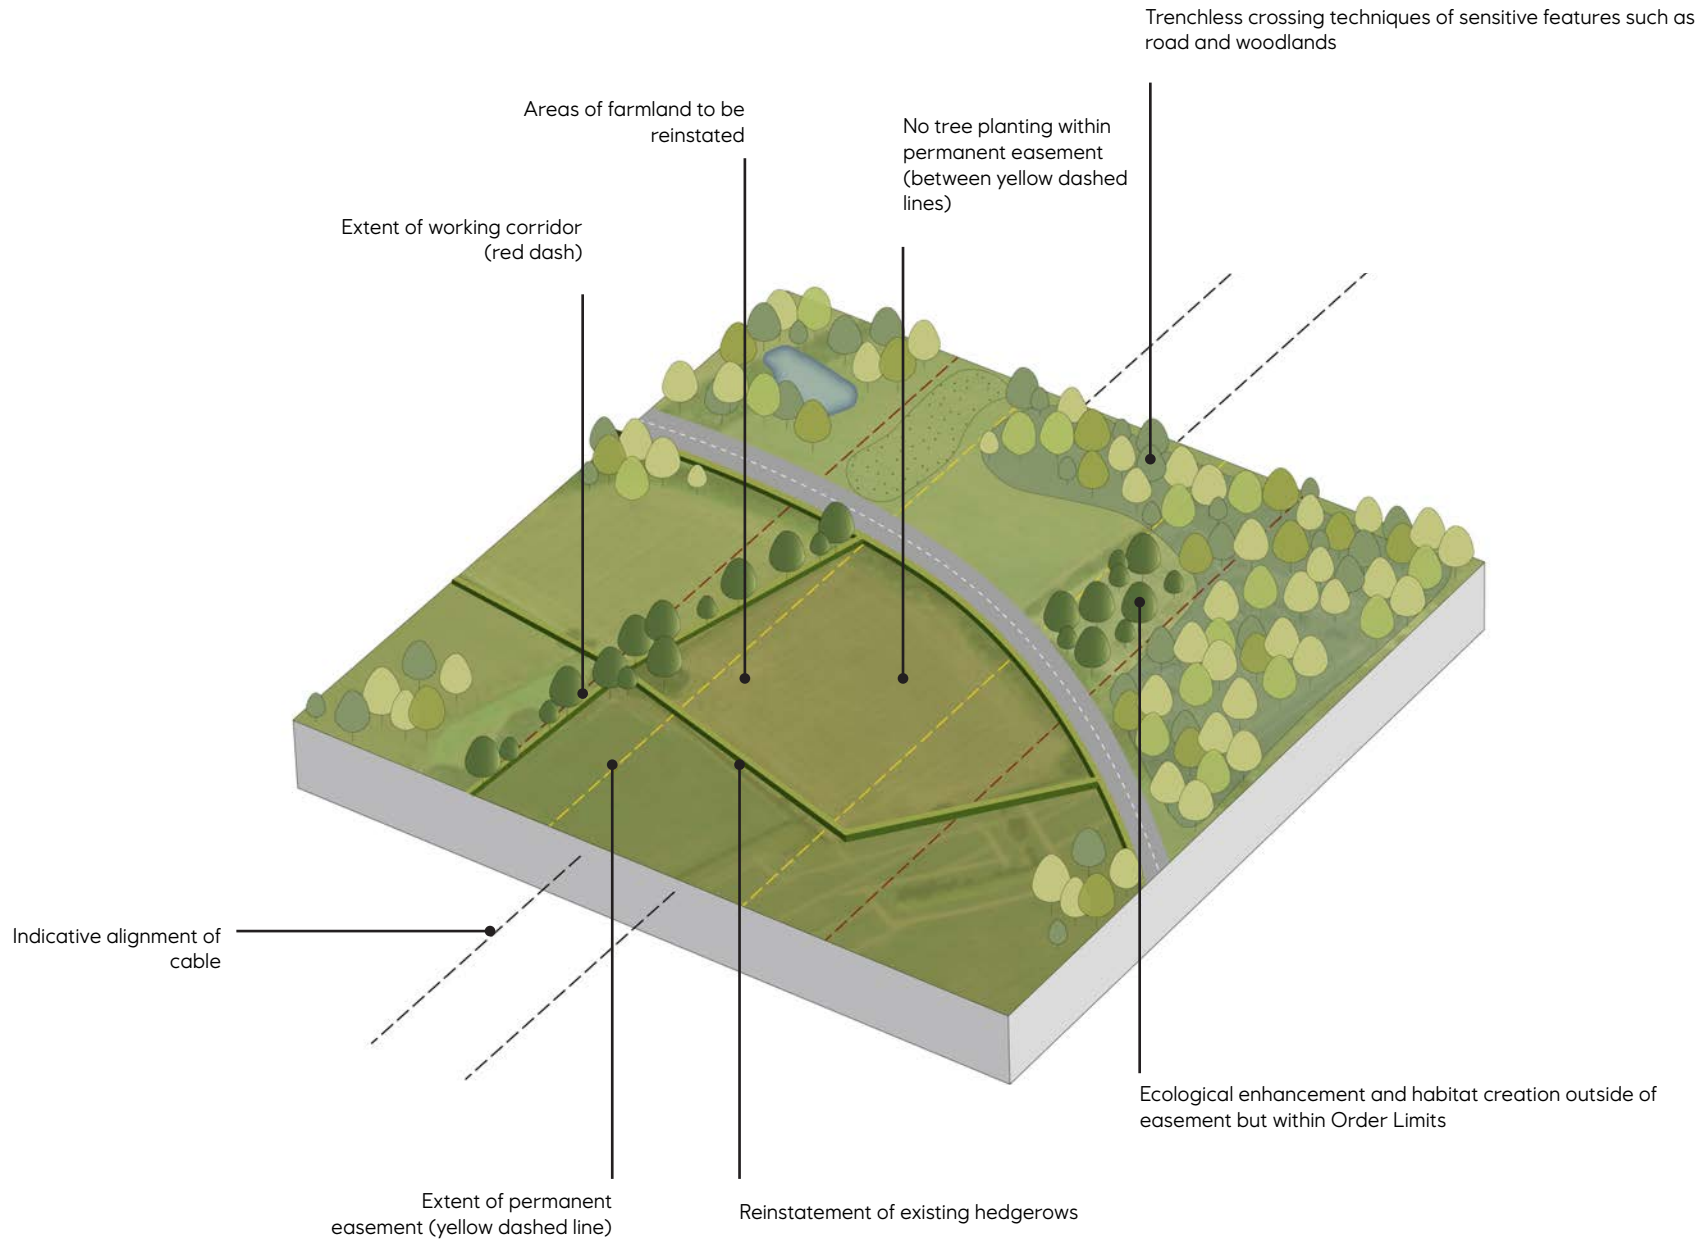 Trenchless crossing techniques of sensitive features such as
road and woodlands
Areas of farmland to be
reinstated
No tree planting within
permanent easement
(between yellow dashed
lines)
Extent of working corridor
(red dash)
Indicative alignment of
cable
Ecological enhancement and habitat creation outside of
easement but within Order Limits
Extent of permanent
easement (yellow dashed line)
Reinstatement of existing hedgerows